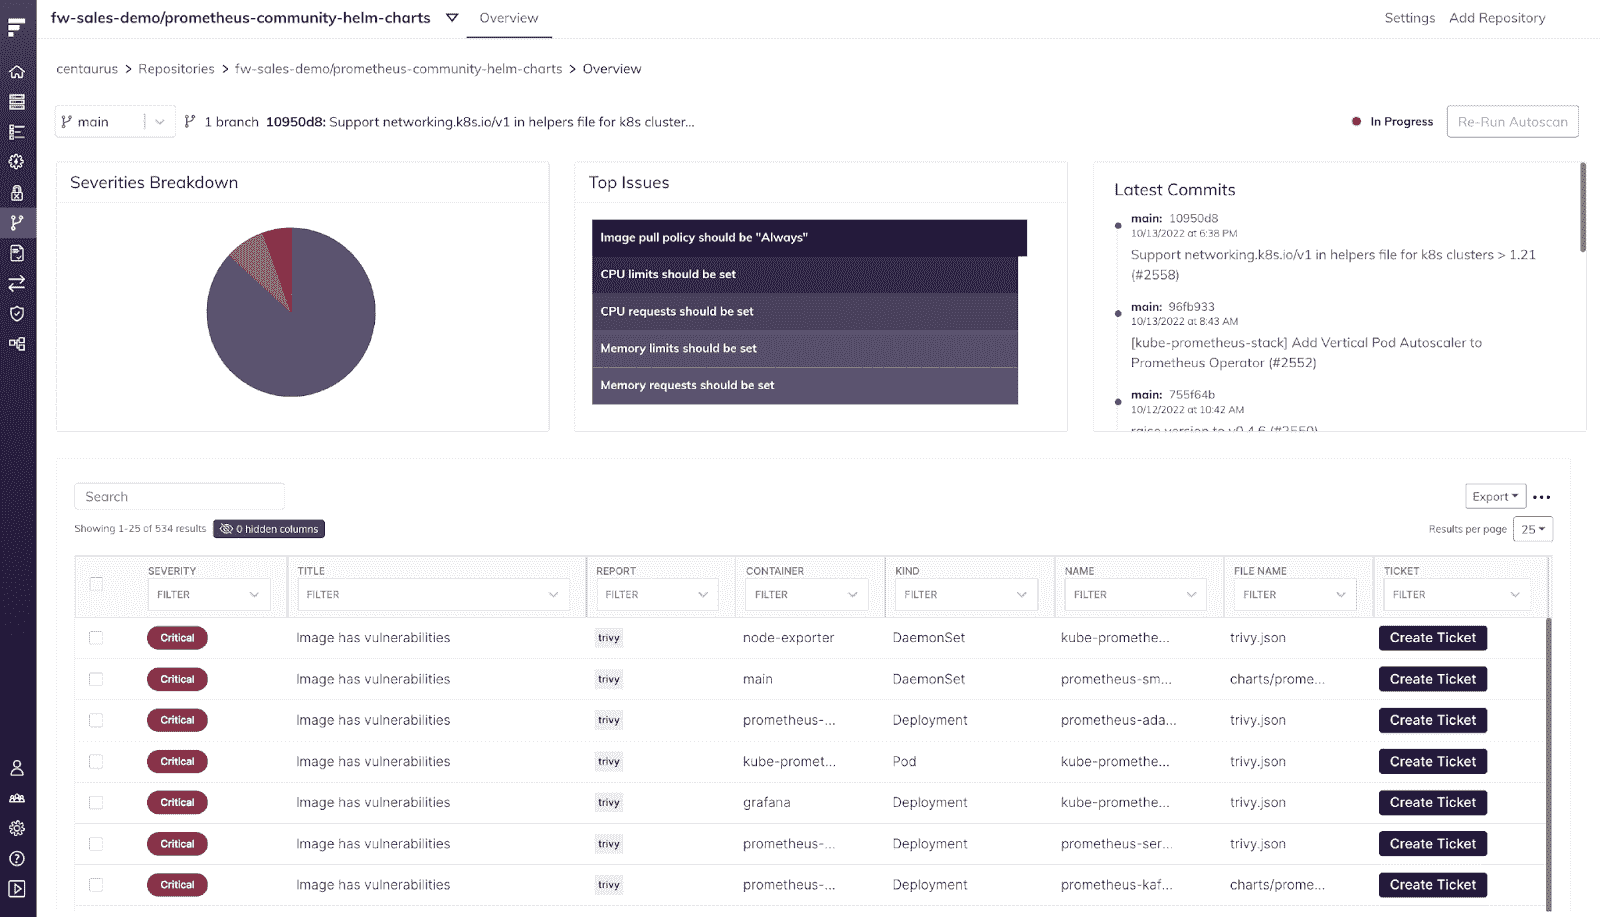 fw-sales-demo/prometheus-community-helm-charts Overview Settings Add Repository
centaurus > Repositories > fw-sales-demo/prometheus-community-helm-charts > Overview
main 1 branch 10950d8: Support networking.k8s.io/v1 in helpers file for k8s cluster... In Progress Re-Run Autoscan
Severities Breakdown
Top Issues
Image pull policy should be "Always"
CPU limits should be set
CPU requests should be set
Memory limits should be set
Memory requests should be set
Latest Commits
main: 10950d8
10/13/2022 at 6:38 PM
Support networking.k8s.io/v1 in helpers file for k8s clusters > 1.21
(#2558)
main: 96fb933
10/13/2022 at 8:43 AM
[kube-prometheus-stack] Add Vertical Pod Autoscaler to
Prometheus Operator (#2552)
main: 755f64b
10/12/2022 at 10:42 AM
Search Export
Showing 1-25 of 534 results 0 hidden columns Results per page 25
SEVERITY TITLE REPORT CONTAINER KIND NAME FILE NAME TICKET
FILTER FILTER FILTER FILTER FILTER FILTER FILTER FILTER
Critical Image has vulnerabilities trivy node-exporter DaemonSet kube-promethe... trivy.json Create Ticket
Critical Image has vulnerabilities trivy main DaemonSet prometheus-sm... charts/prome... Create Ticket
Critical Image has vulnerabilities trivy prometheus-... Deployment prometheus-ada... trivy.json Create Ticket
Critical Image has vulnerabilities trivy kube-promet... Pod kube-promethe... trivy.json Create Ticket
Critical Image has vulnerabilities trivy grafana Deployment kube-promethe... trivy.json Create Ticket
Critical Image has vulnerabilities trivy prometheus-... Deployment prometheus-ser... trivy.json Create Ticket
Critical Image has vulnerabilities trivy prometheus-... Deployment prometheus-kaf... charts/prome... Create Ticket